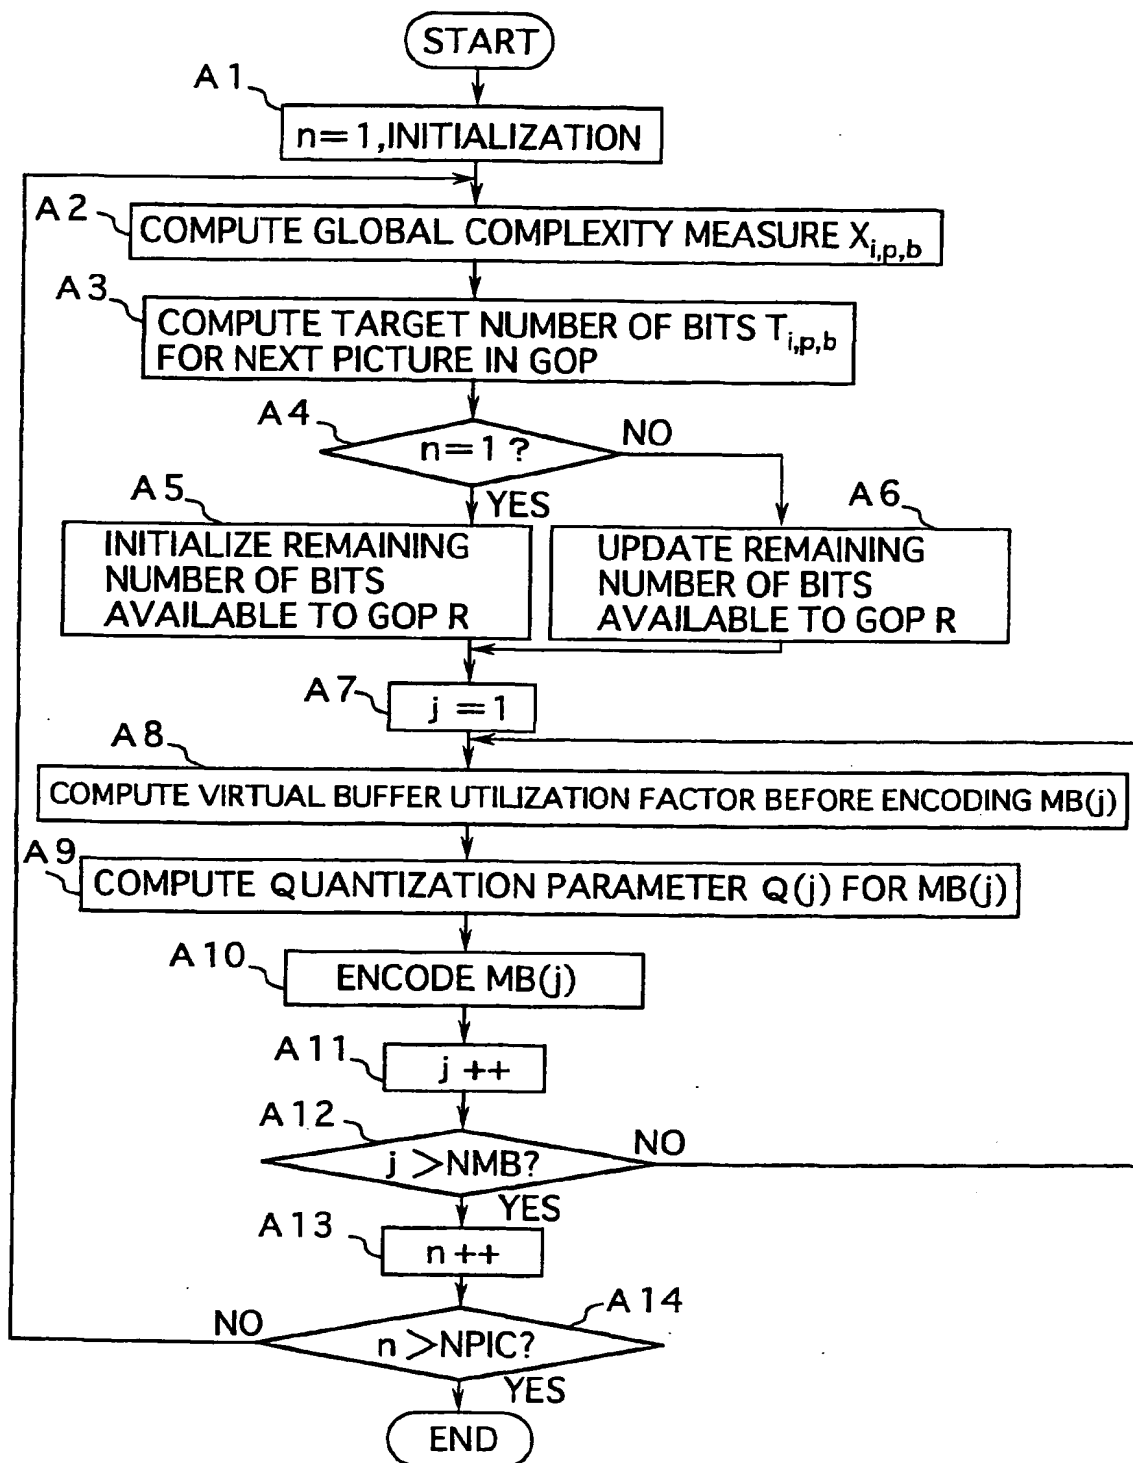 START
A1
n=1,INITIALIZATION
A2
COMPUTE GLOBAL COMPLEXITY MEASURE Xi,p,b
A3
COMPUTE TARGET NUMBER OF BITS Ti,p,b
FOR NEXT PICTURE IN GOP
A4
n=1?
NO
YES
A5
INITIALIZE REMAINING
NUMBER OF BITS
AVAILABLE TO GOP R
A6
UPDATE REMAINING
NUMBER OF BITS
AVAILABLE TO GOP R
A7
j=1
A8
COMPUTE VIRTUAL BUFFER UTILIZATION FACTOR BEFORE ENCODING MB(j)
A9
COMPUTE QUANTIZATION PARAMETER Q(j) FOR MB(j)
A10
ENCODE MB(j)
A11
j++
A12
j>NMB?
NO
YES
A13
n++
A14
n>NPIC?
NO
YES
END